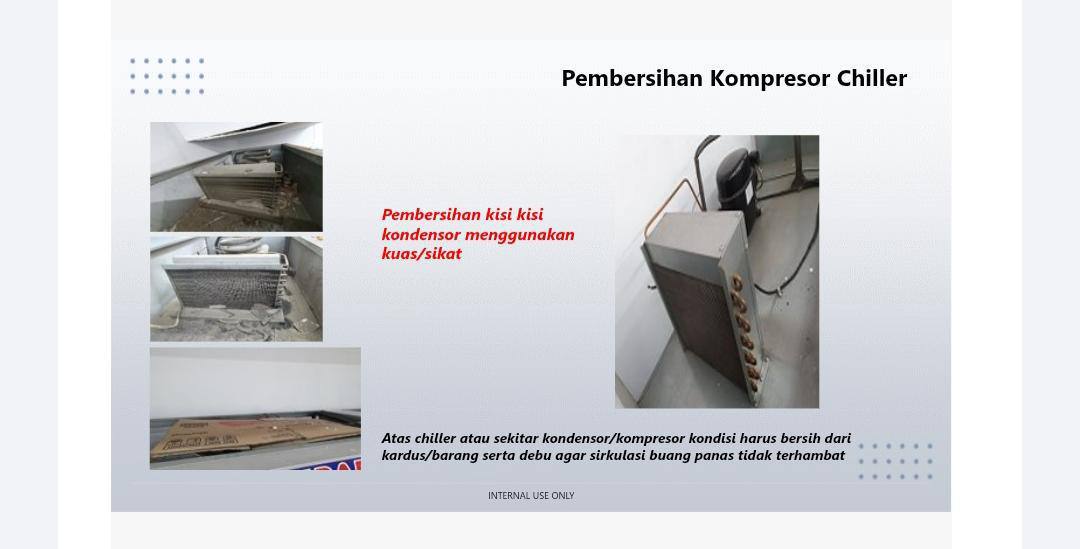 Pembersihan Kompresor Chiller
Pembersihan kisi kisi
kondensor menggunakan
kuas/sikat
Atas chiller atau sekitar kondensor/kompresor kondisi harus bersih dari
kardus/barang serta debu agar sirkulasi buang panas tidak terhambat
INTERNAL USE ONLY